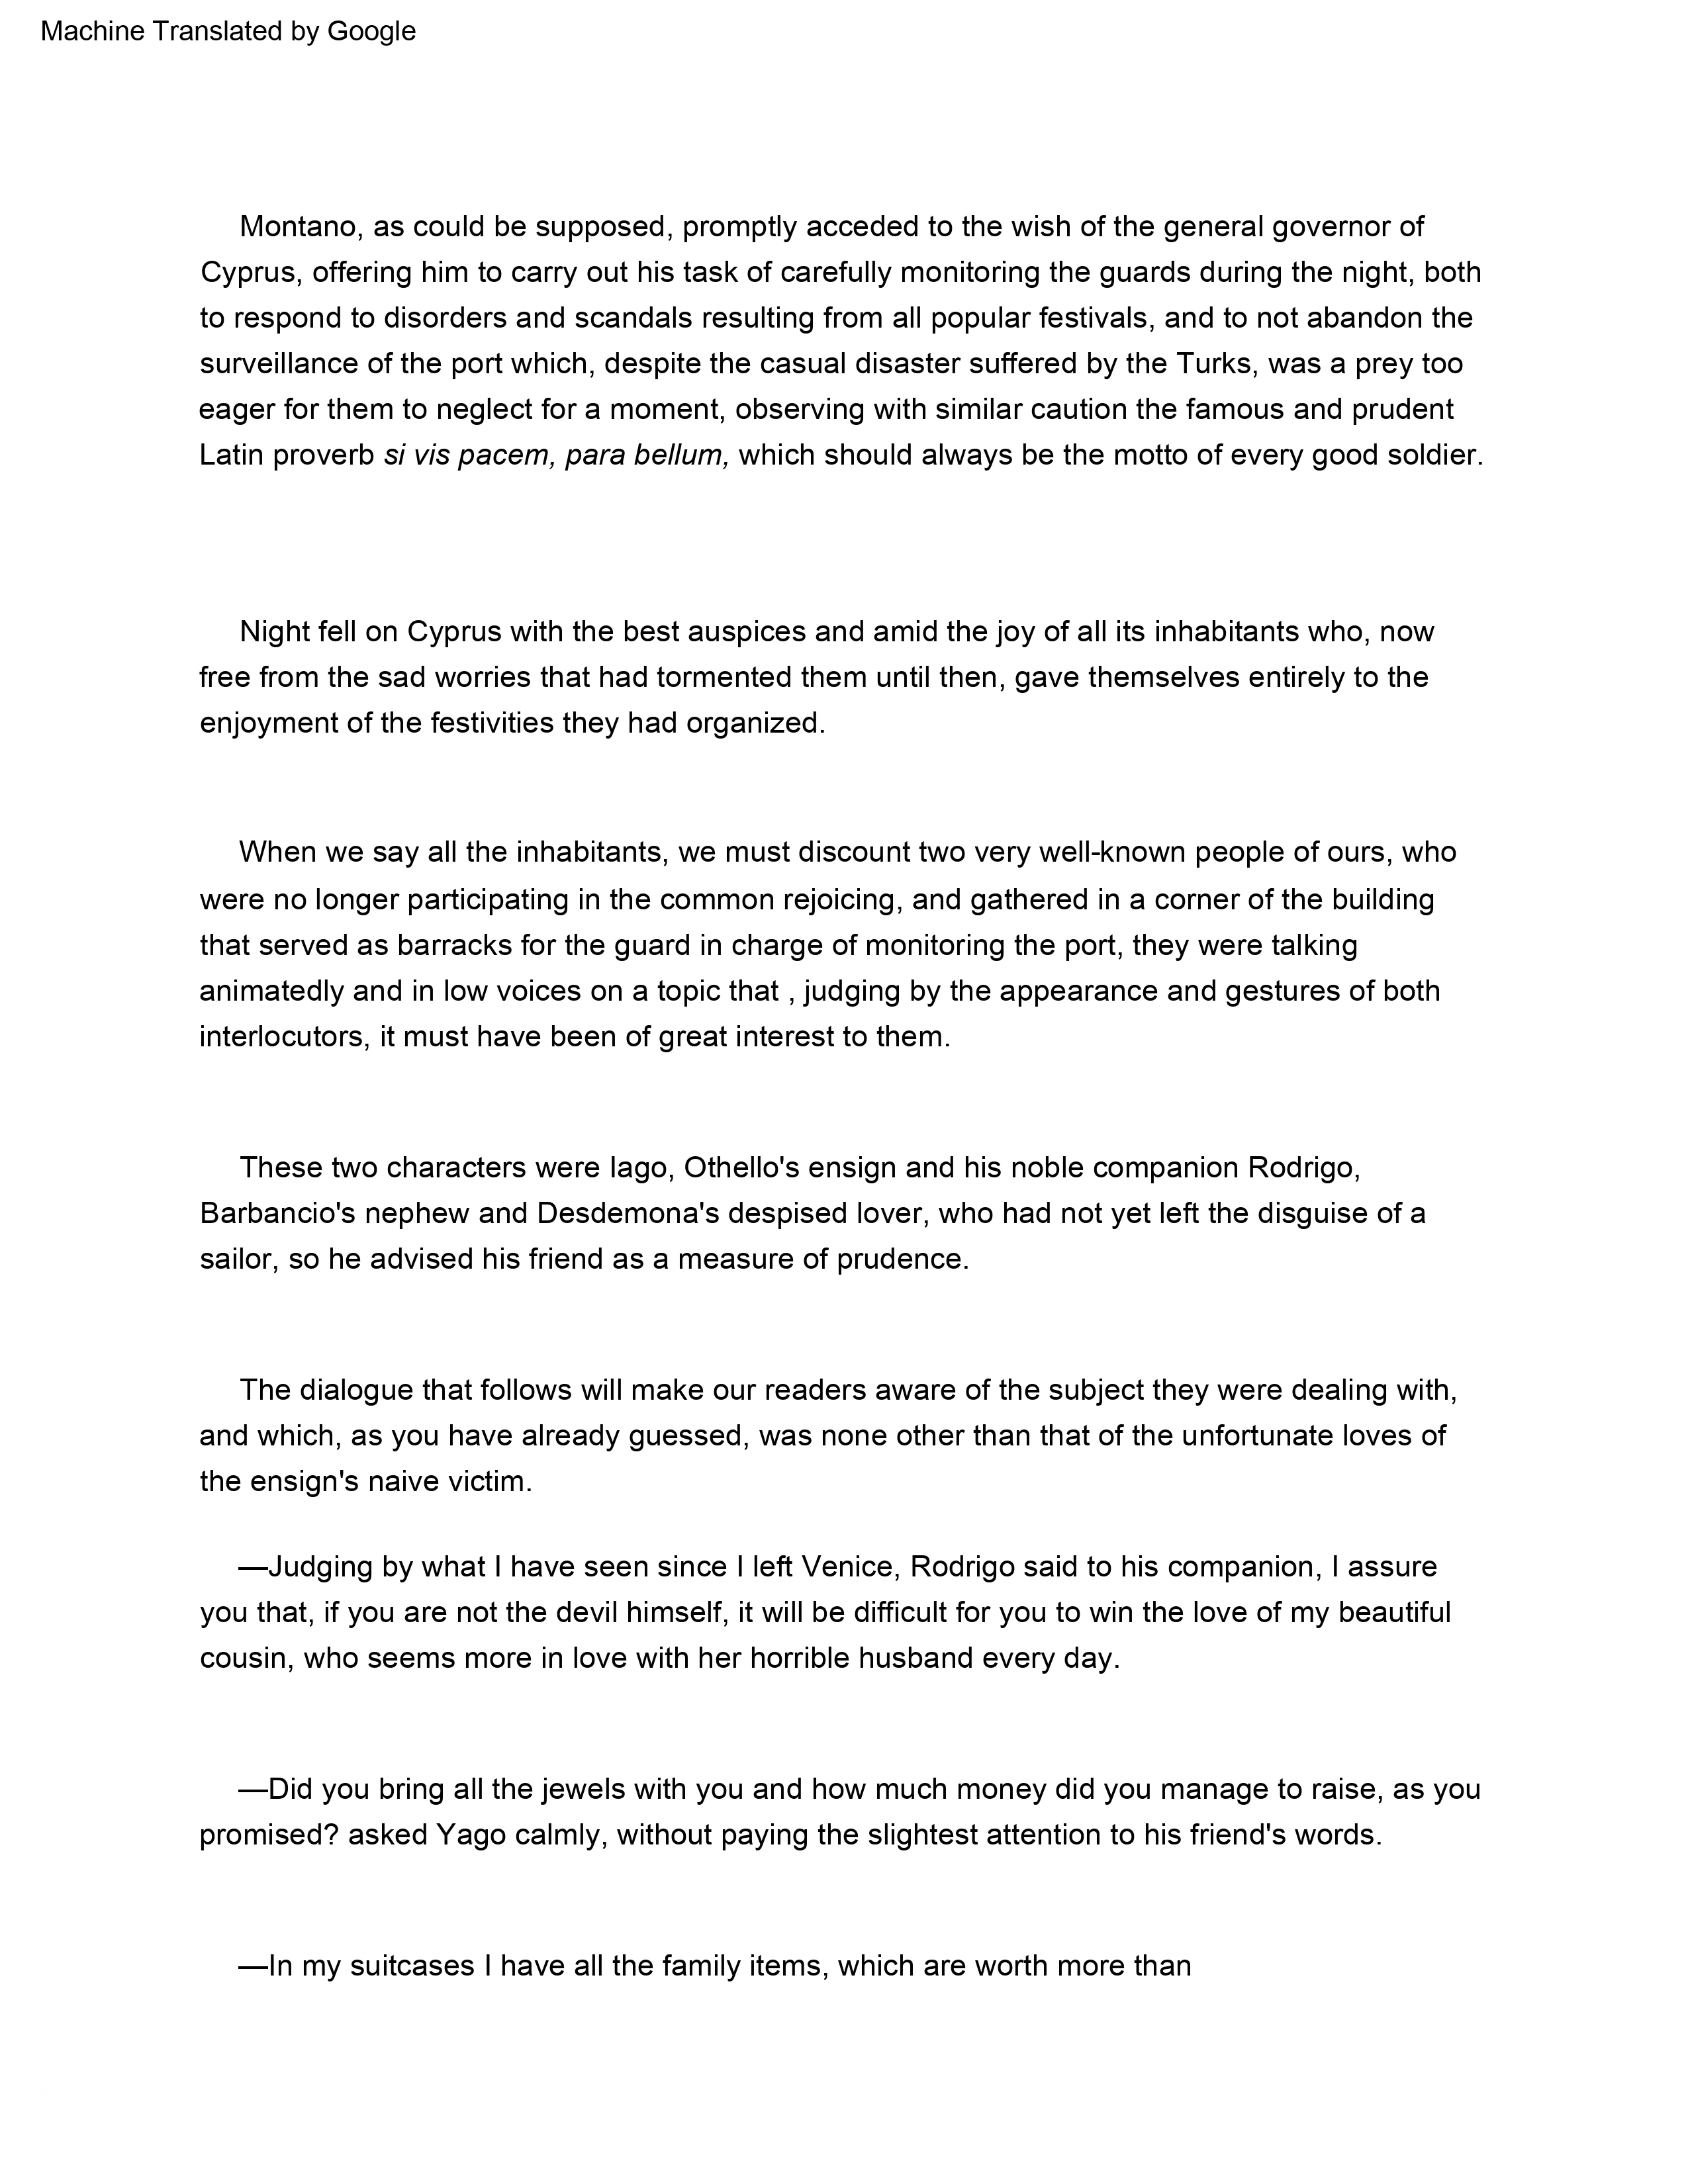 Machine Translated by Google
Montano, as could be supposed, promptly acceded to the wish of the general governor of
Cyprus, offering him to carry out his task of carefully monitoring the guards during the night, both
to respond to disorders and scandals resulting from all popular festivals, and to not abandon the
surveillance of the port which, despite the casual disaster suffered by the Turks, was a prey too
eager for them to neglect for a moment, observing with similar caution the famous and prudent
Latin proverb si vis pacem, para bellum, which should always be the motto of every good soldier.
Night fell on Cyprus with the best auspices and amid the joy of all its inhabitants who, now
free from the sad worries that had tormented them until then, gave themselves entirely to the
enjoyment of the festivities they had organized.
When we say all the inhabitants, we must discount two very well-known people of ours, who
were no longer participating in the common rejoicing, and gathered in a corner of the building
that served as barracks for the guard in charge of monitoring the port, they were talking
animatedly and in low voices on a topic that , judging by the appearance and gestures of both
interlocutors, it must have been of great interest to them.
These two characters were Iago, Othello's ensign and his noble companion Rodrigo,
Barbancio's nephew and Desdemona's despised lover, who had not yet left the disguise of a
sailor, so he advised his friend as a measure of prudence.
The dialogue that follows will make our readers aware of the subject they were dealing with,
and which, as you have already guessed, was none other than that of the unfortunate loves of
the ensign's naive victim.
—Judging by what I have seen since I left Venice, Rodrigo said to his companion, I assure
you that, if you are not the devil himself, it will be difficult for you to win the love of my beautiful
cousin, who seems more in love with her horrible husband every day.
—Did you bring all the jewels with you and how much money did you manage to raise, as you
promised? asked Yago calmly, without paying the slightest attention to his friend's words.
—In my suitcases I have all the family items, which are worth more than